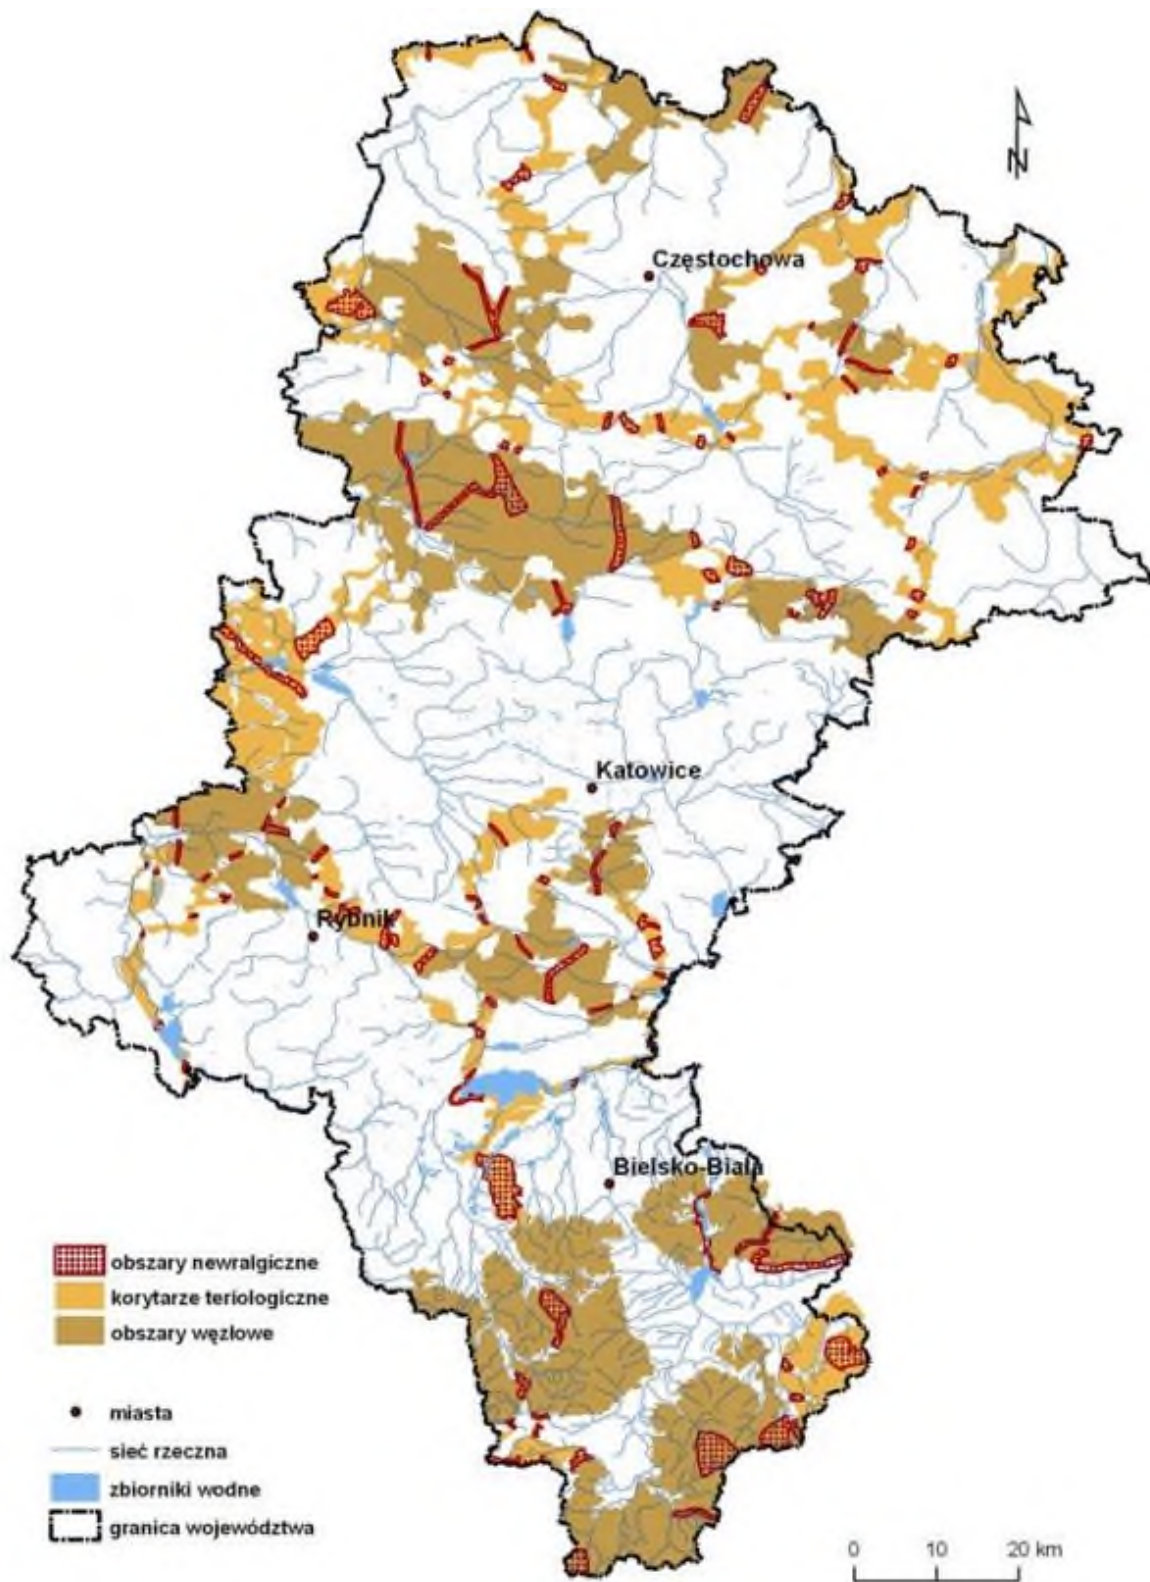 N
Częstochowa
Katowice
Rybnik
Bielsko-Biała
obszary newralgiczne
korytarze teriologiczne
obszary węzłowe
miasta
sieć rzeczna
zbiorniki wodne
granica województwa
0 10 20 km